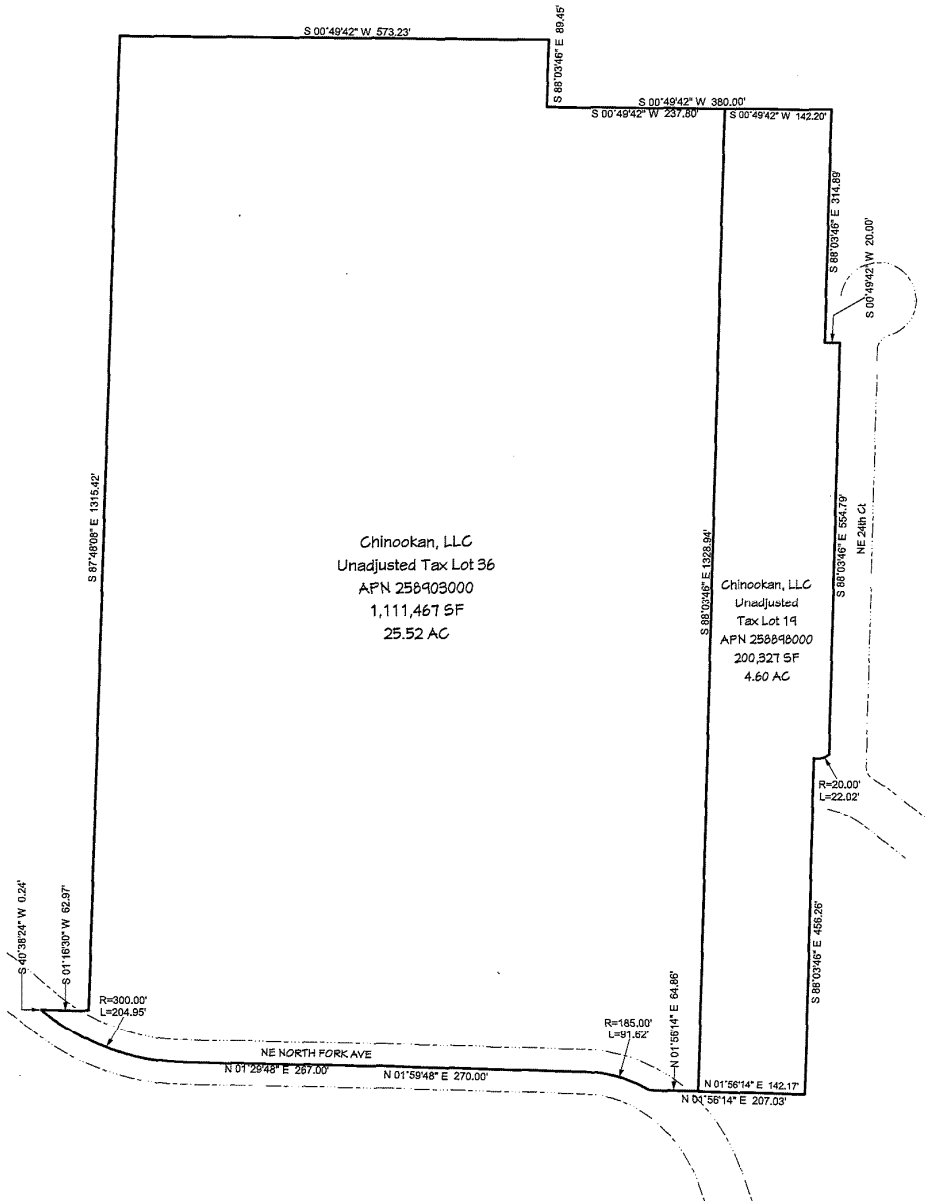 S 00°49'42" W 573.23'
S 88°03'46" E 89.45'
S 00°49'42" W 380.00'
S 00°49'42" W 237.80'
S 00°49'42" W 142.20'
S 88°03'46" E 314.89'
S 00°49'42" W 20.00'
S 87°48'08" E 1315.42'
Chinookan, LLC
Unadjusted Tax Lot 36
APN 258903000
1,111,467 SF
25.52 AC
S 88°03'46" E 1328.94'
Chinookan, LLC
Unadjusted
Tax Lot 19
APN 258898000
200,327 SF
4.60 AC
S 88°03'46" E 554.79'
NE 24th Ct
R=20.00'
L=22.02'
S 88°03'46" E 456.26'
S 40°38'24" W 0.24'
S 01°16'30" W 62.97'
R=300.00'
L=204.95'
NE NORTH FORK AVE
N 01°29'48" E 267.00'
N 01°59'48" E 270.00'
R=185.00'
L=91.62'
N 01°56'14" E 64.86'
N 01°56'14" E 142.17'
N 01°56'14" E 207.03'